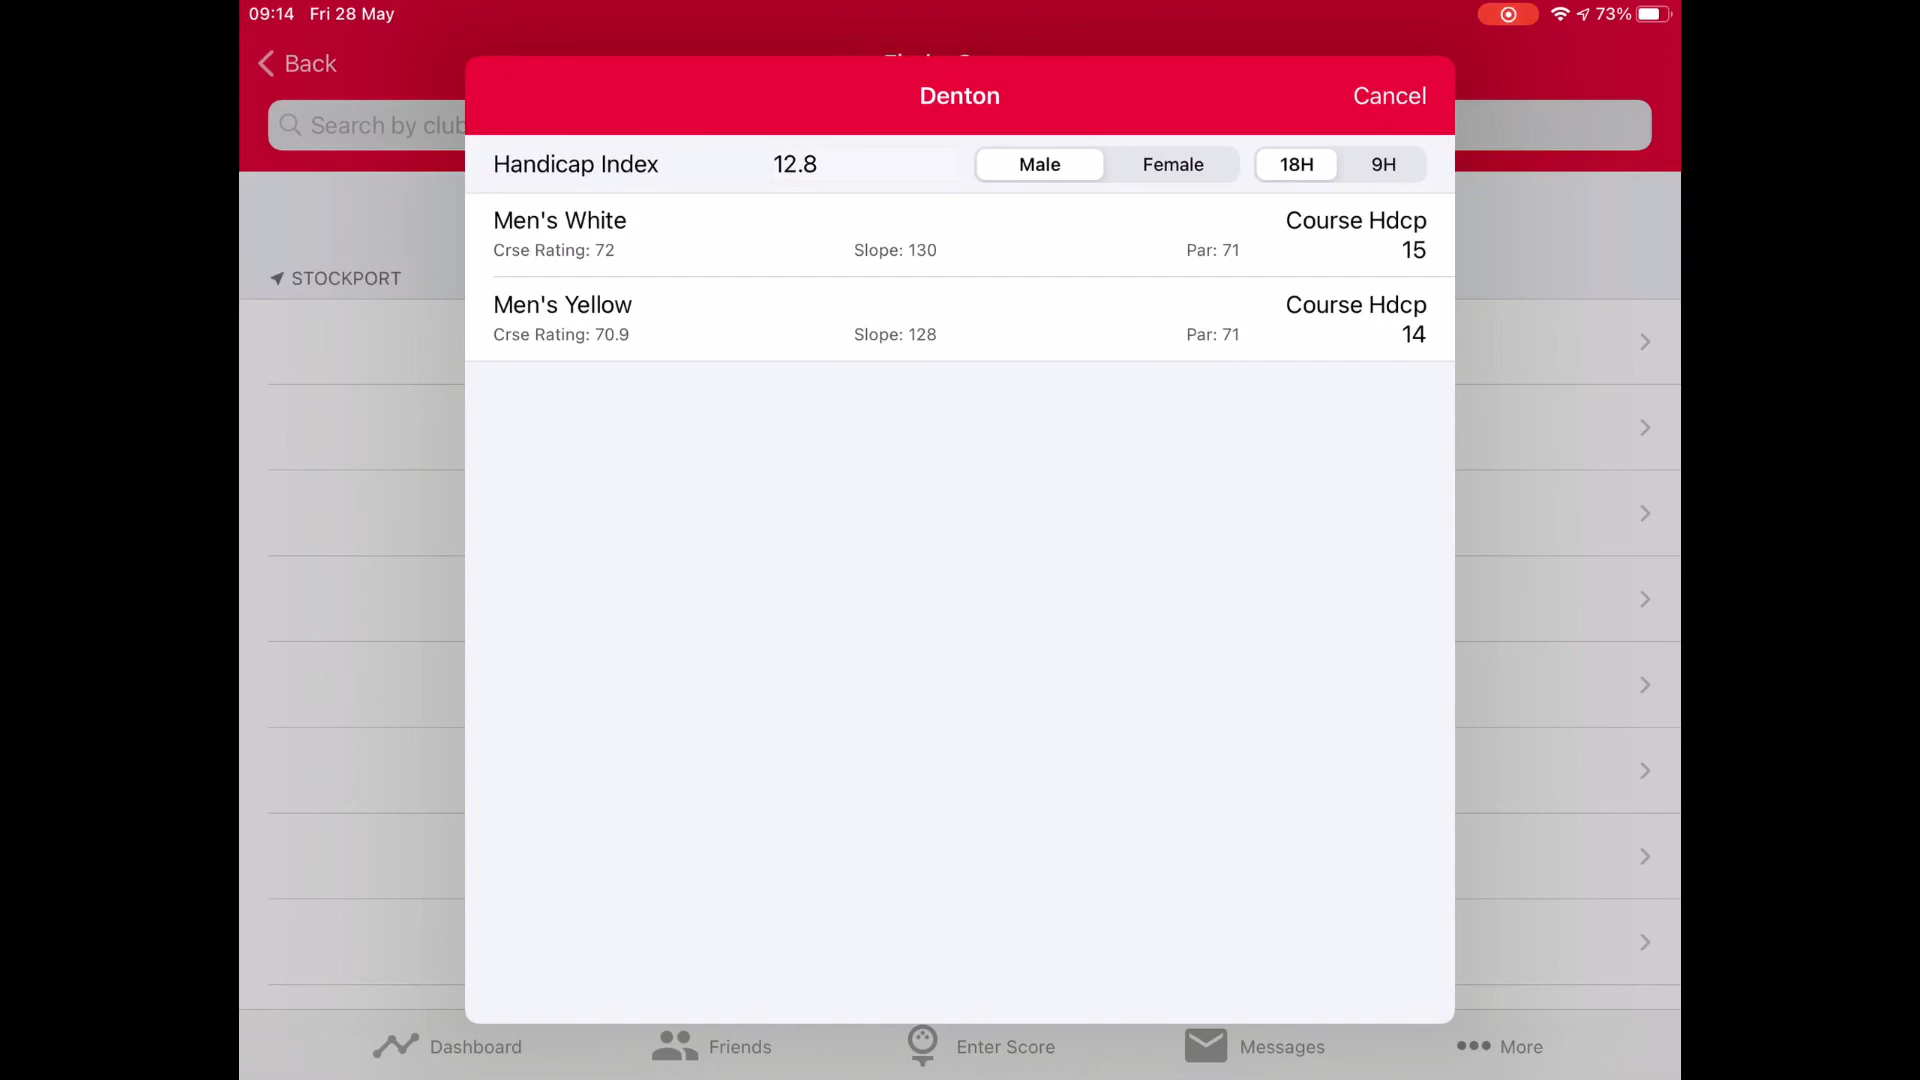 09:14 Fri 28 May
73%
Back
Denton
Cancel
Search by club
Handicap Index 12.8 Male Female 18H 9H
Men's White Course Hdcp
Crse Rating: 72 Slope: 130 Par: 71 15
STOCKPORT
Men's Yellow Course Hdcp
Crse Rating: 70.9 Slope: 128 Par: 71 14
Dashboard Friends Enter Score Messages More